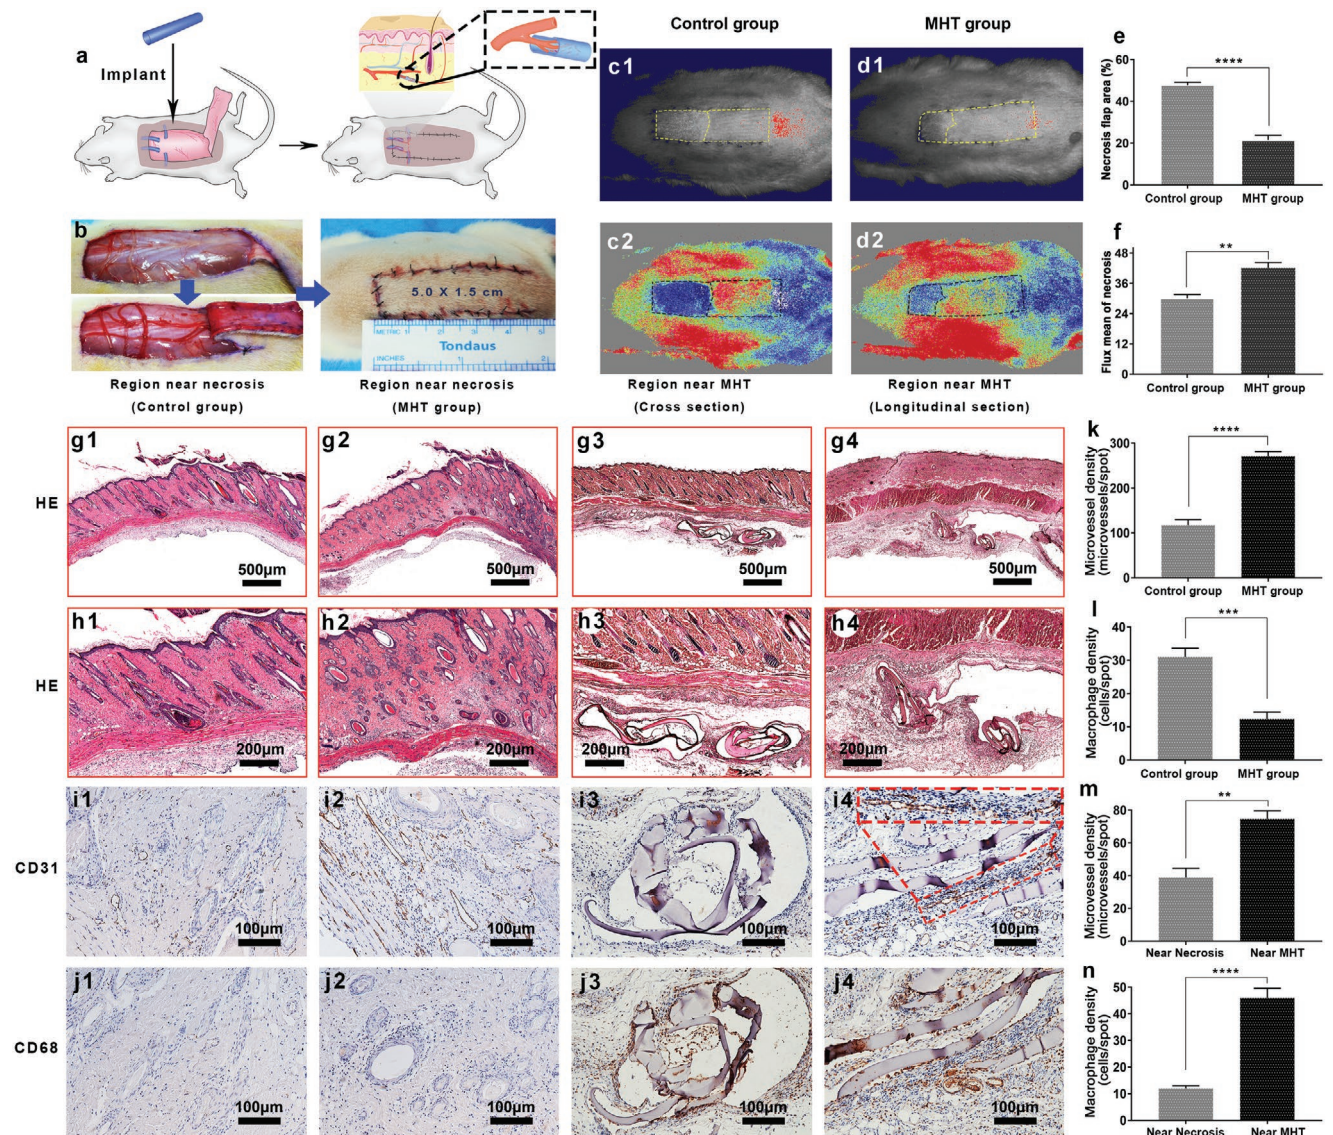 Control group
MHT group
a
Implant
c1
d1
e
Necrosis flap area (%)
60
40
20
0
****
Control group
MHT group
b
5.0 X 1.5 cm
METRIC 1 2 3 4 5
Tondaus
INCHES 1 2
c2
d2
f
Flux mean of necrosis
48
36
24
12
0
**
Control group
MHT group
Region near necrosis
(Control group)
Region near necrosis
(MHT group)
Region near MHT
(Cross section)
Region near MHT
(Longitudinal section)
HE
g1
500μm
g2
500μm
g3
500μm
g4
500μm
k
Microvessel density
(microvessels/spot)
300
200
100
0
****
Control group
MHT group
HE
h1
200μm
h2
200μm
h3
200μm
h4
200μm
l
Macrophage density
(cells/spot)
40
30
20
10
0
***
Control group
MHT group
CD31
i1
100μm
i2
100μm
i3
100μm
i4
100μm
m
Microvessel density
(microvessels/spot)
80
60
40
20
0
**
Near Necrosis
Near MHT
CD68
j1
100μm
j2
100μm
j3
100μm
j4
100μm
n
Macrophage density
(cells/spot)
50
40
30
20
10
0
****
Near Necrosis
Near MHT